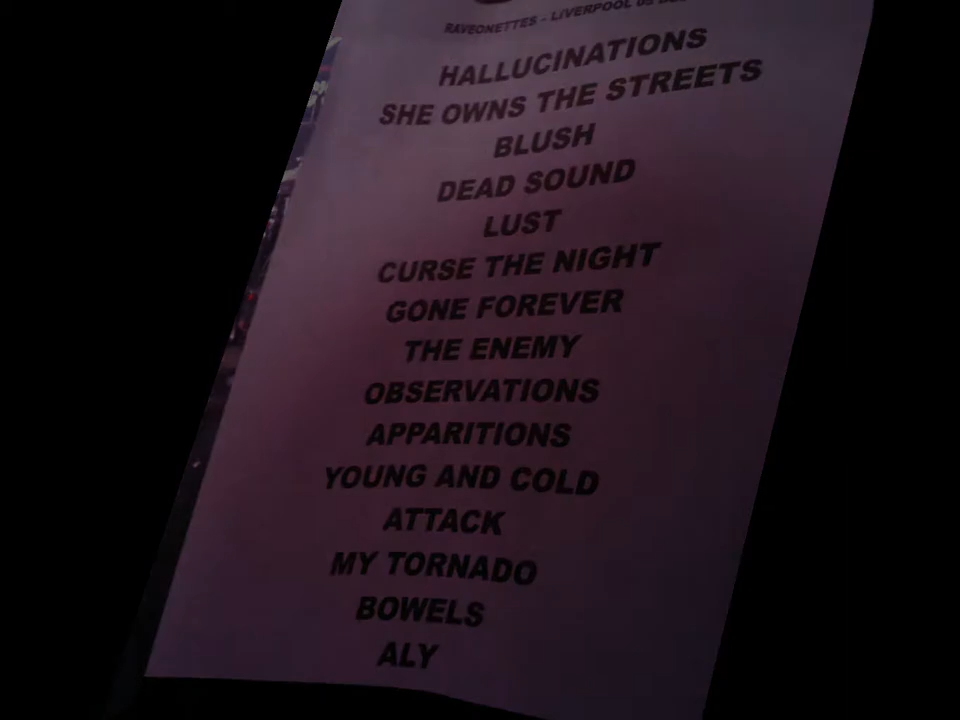 RAVEONETTES - LIVERPOOL 05
HALLUCINATIONS
SHE OWNS THE STREETS
BLUSH
DEAD SOUND
LUST
CURSE THE NIGHT
GONE FOREVER
THE ENEMY
OBSERVATIONS
APPARITIONS
YOUNG AND COLD
ATTACK
MY TORNADO
BOWELS
ALY